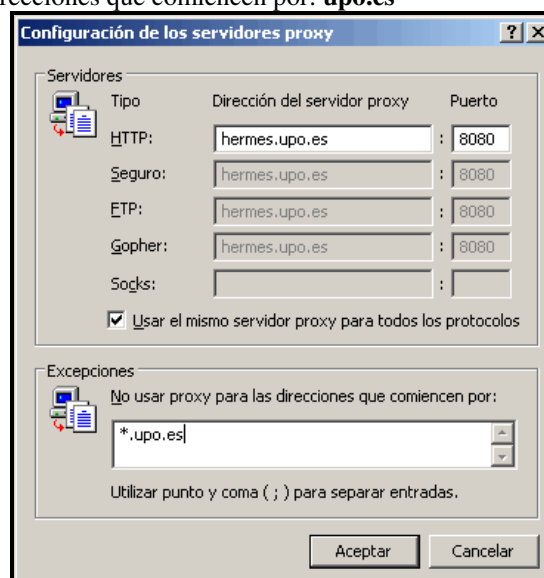 recciones que comiencen por: upo.es
Configuración de los servidores proxy
Servidores
Tipo Dirección del servidor proxy Puerto
HTTP: hermes.upo.es : 8080
Seguro: hermes.upo.es : 8080
FTP: hermes.upo.es : 8080
Gopher: hermes.upo.es : 8080
Socks: :
Usar el mismo servidor proxy para todos los protocolos
Excepciones
No usar proxy para las direcciones que comiencen por:
*.upo.es
Utilizar punto y coma ( ; ) para separar entradas.
Aceptar Cancelar